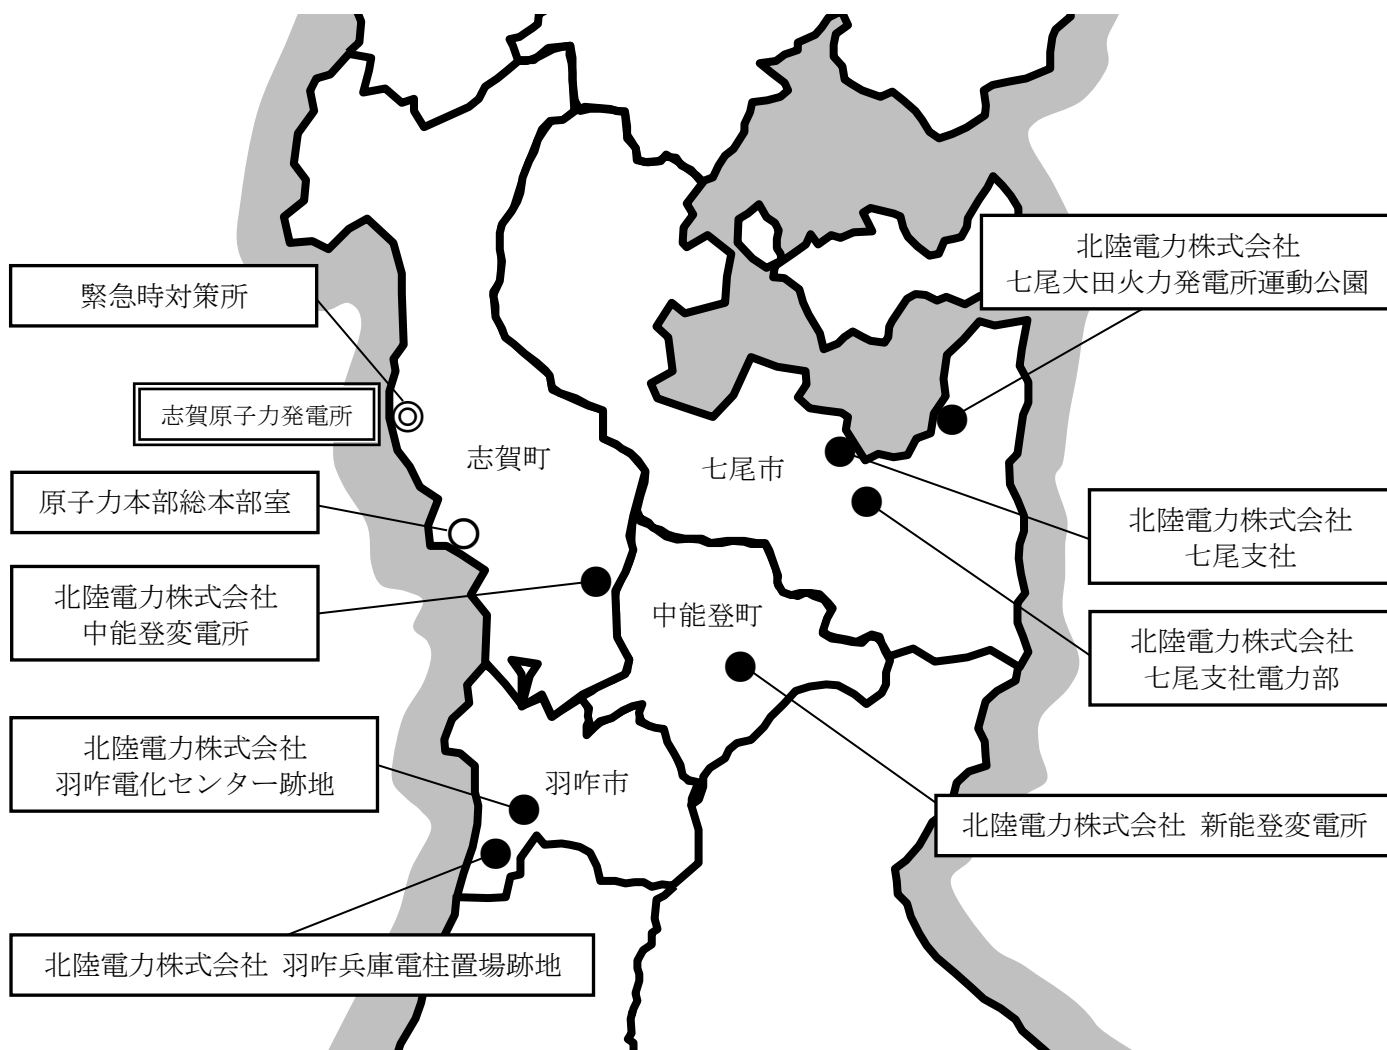 北陸電力株式会社
七尾大田火力発電所運動公園
緊急時対策所
志賀原子力発電所
志賀町
七尾市
原子力本部総本部室
北陸電力株式会社
七尾支社
北陸電力株式会社
中能登変電所
中能登町
北陸電力株式会社
七尾支社電力部
北陸電力株式会社
羽咋電化センター跡地
羽咋市
北陸電力株式会社 新能登変電所
北陸電力株式会社 羽咋兵庫電柱置場跡地